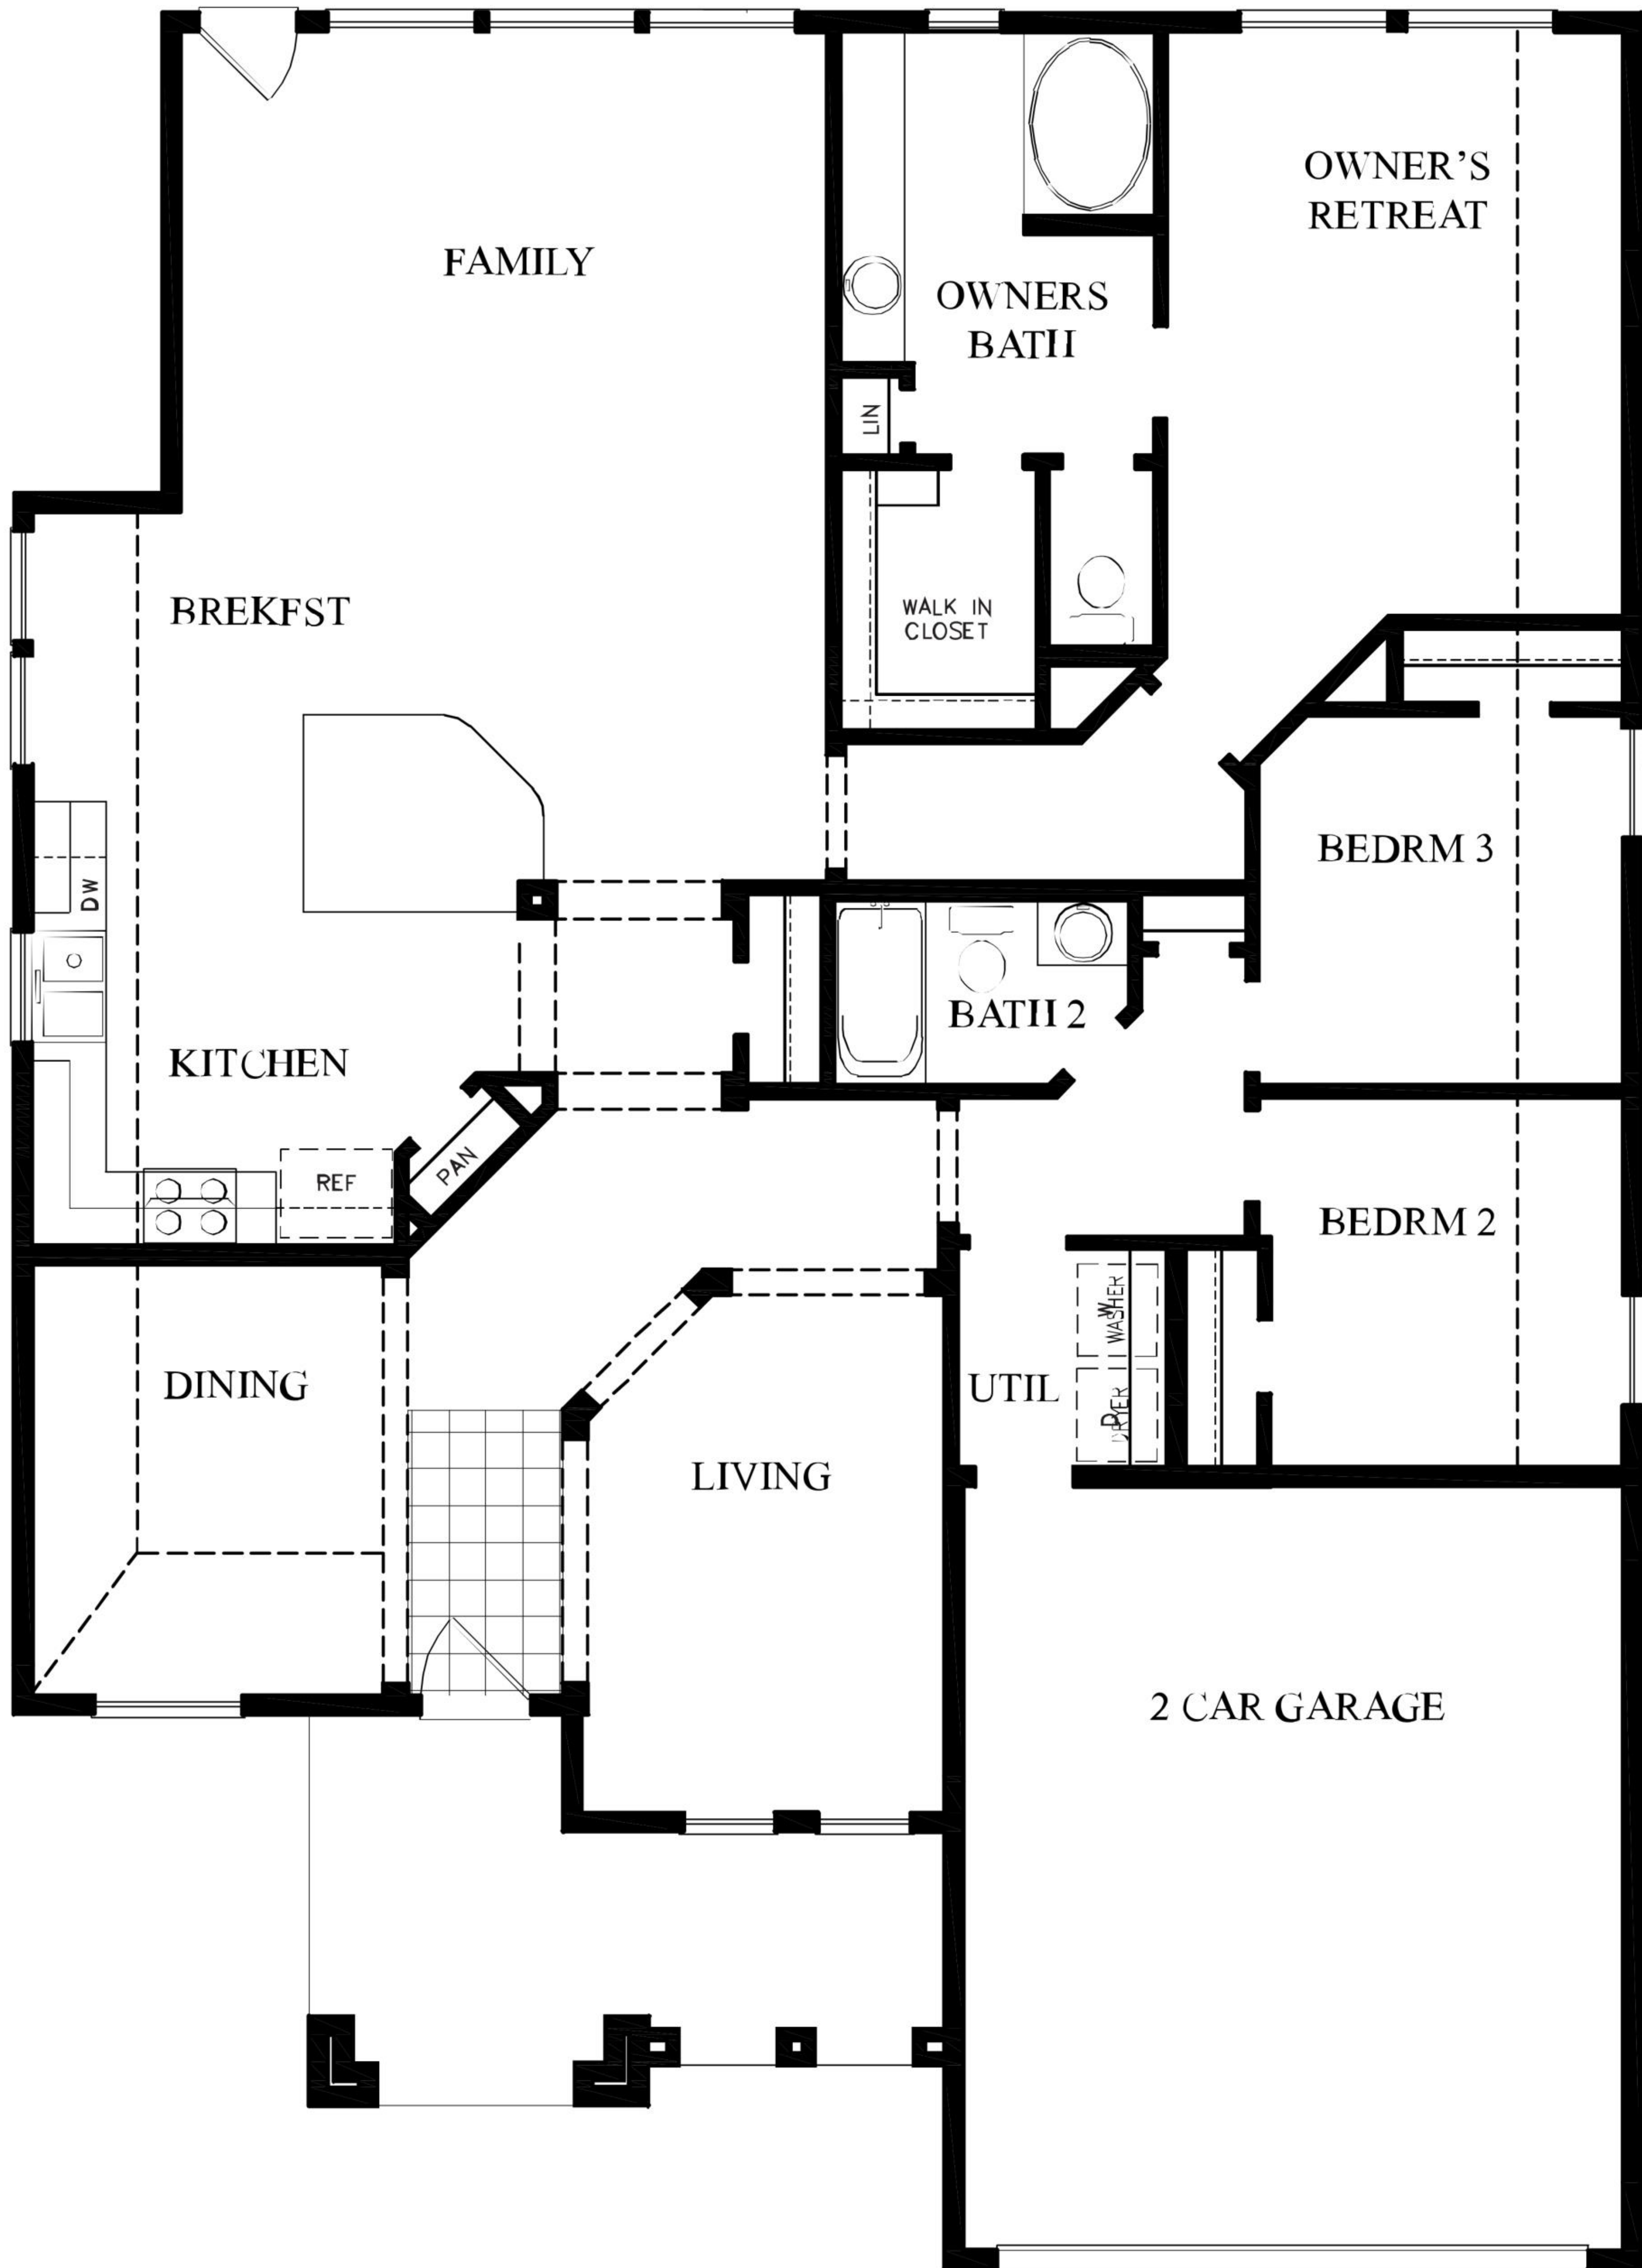 OWNER'S
RETREAT
FAMILY
OWNERS
BATH
LIN
BREKFST
WALK IN
CLOSET
BEDRM 3
DW
BATH 2
KITCHEN
PAN
REF
BEDRM 2
W
WASHER
DINING
UTIL
D
DRYER
LIVING
2 CAR GARAGE